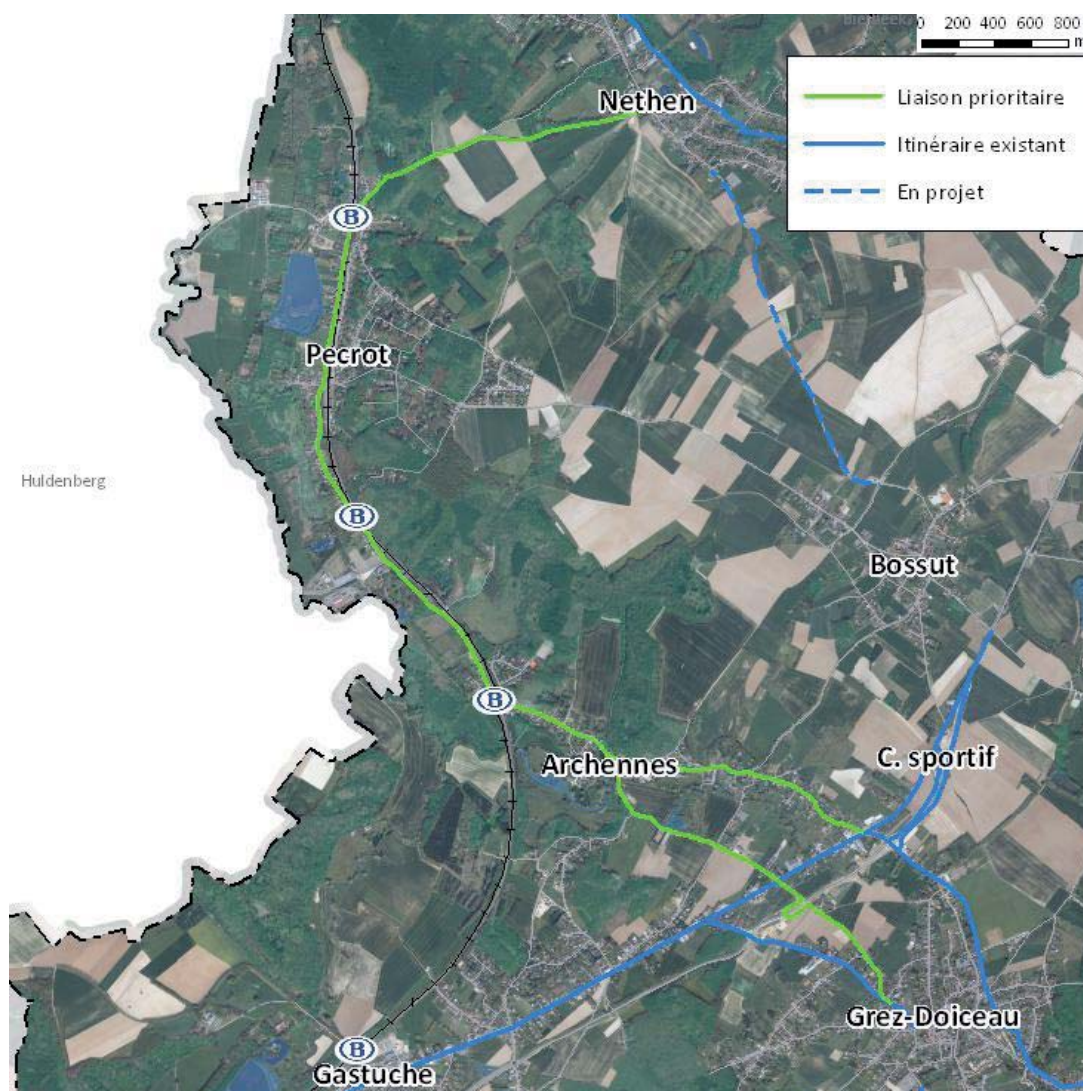 0 200 400 600 800
m
Liaison prioritaire
Itinéraire existant
En projet
Nethen
B
Pecrot
Huldenberg
B
Bossut
B
C. sportif
Archennes
Grez-Doiceau
B
Gastuche